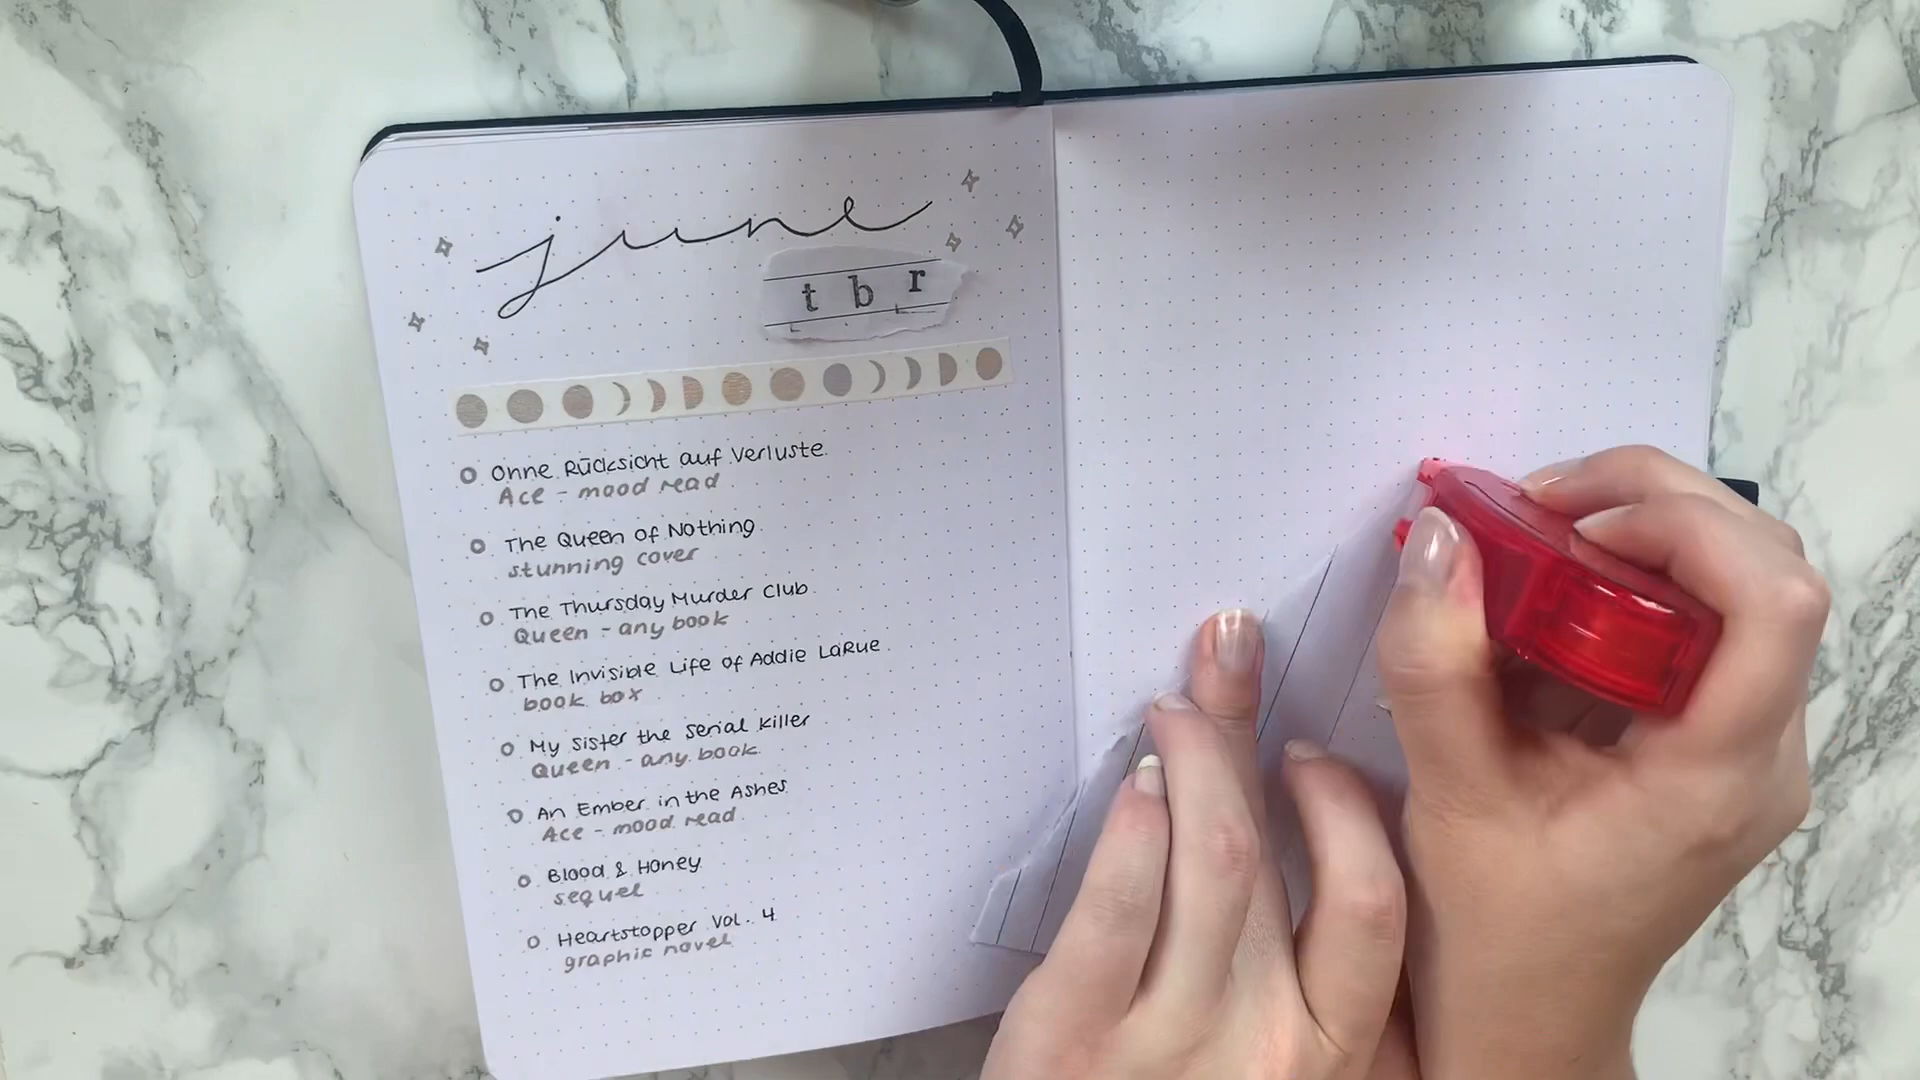 june
t b r
Ohne Rücksicht auf Verluste
Ace - mood read
The Queen of Nothing
stunning cover
The Thursday Murder Club
Queen - any book
The Invisible Life of Addie LaRue
book box
My Sister the Serial Killer
Queen - any book
An Ember in the Ashes
Ace - mood read
Blood & Honey
sequel
Heartstopper Vol. 4
graphic novel